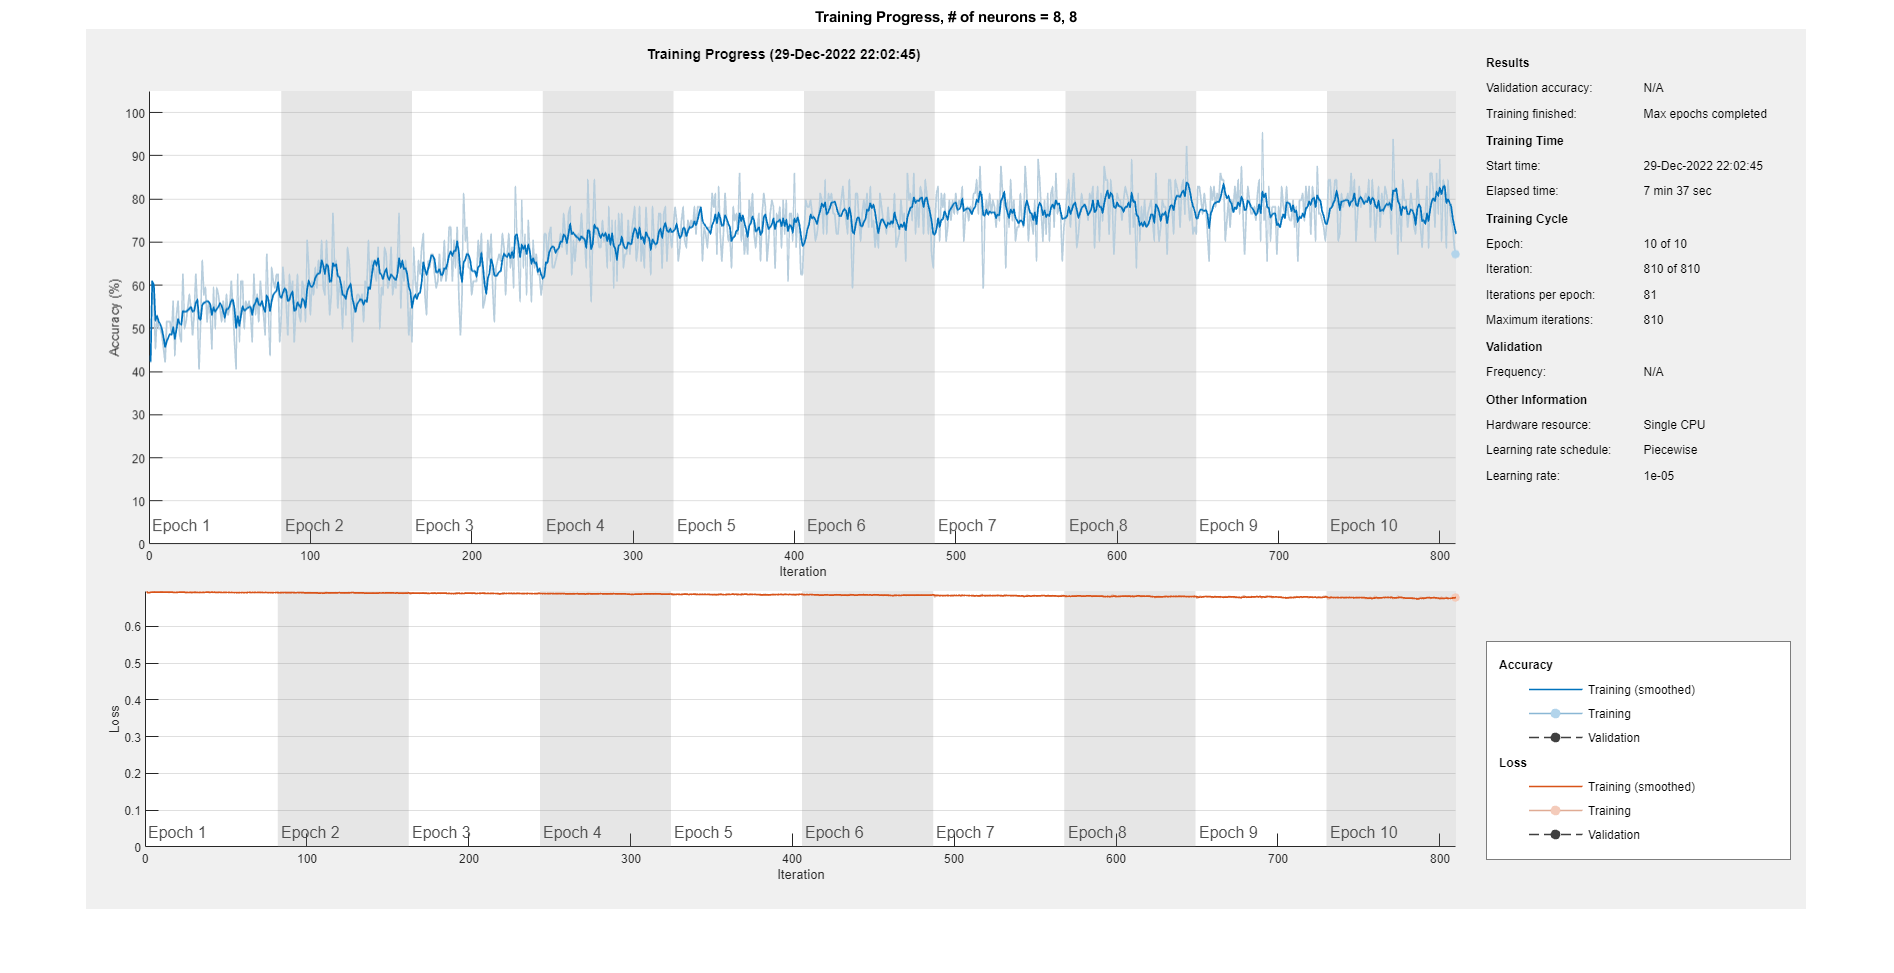 Training Progress, # of neurons = 8, 8
Training Progress (29-Dec-2022 22:02:45)
Accuracy (%)
100
90
80
70
60
50
40
30
20
10
0
Epoch 1 Epoch 2 Epoch 3 Epoch 4 Epoch 5 Epoch 6 Epoch 7 Epoch 8 Epoch 9 Epoch 10
0 100 200 300 400 500 600 700 800
Iteration
Loss
0.6
0.5
0.4
0.3
0.2
0.1
0
Epoch 1 Epoch 2 Epoch 3 Epoch 4 Epoch 5 Epoch 6 Epoch 7 Epoch 8 Epoch 9 Epoch 10
0 100 200 300 400 500 600 700 800
Iteration
Results
Validation accuracy: N/A
Training finished: Max epochs completed
Training Time
Start time: 29-Dec-2022 22:02:45
Elapsed time: 7 min 37 sec
Training Cycle
Epoch: 10 of 10
Iteration: 810 of 810
Iterations per epoch: 81
Maximum iterations: 810
Validation
Frequency: N/A
Other Information
Hardware resource: Single CPU
Learning rate schedule: Piecewise
Learning rate: 1e-05
Accuracy
Training (smoothed)
Training
Validation
Loss
Training (smoothed)
Training
Validation